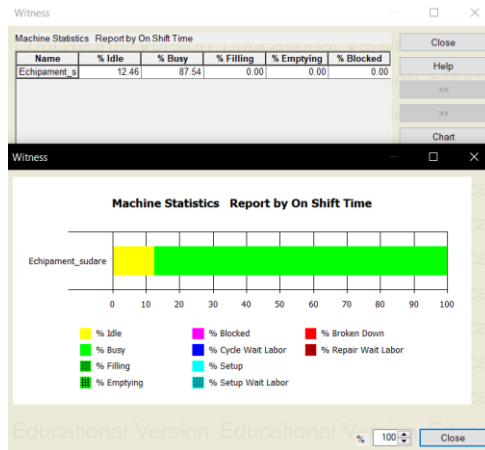 Witness
Machine Statistics Report by On Shift Time
Close
Name % Idle % Busy % Filling % Emptying % Blocked
Echipament_s 12.46 87.54 0.00 0.00 0.00
Help
<<
>>
Chart
Witness
Machine Statistics Report by On Shift Time
Echipament_sudare
0 10 20 30 40 50 60 70 80 90 100
% Idle % Blocked % Broken Down
% Busy % Cycle Wait Labor % Repair Wait Labor
% Filling % Setup
% Emptying % Setup Wait Labor
Educational Version Educational
% 100 Close